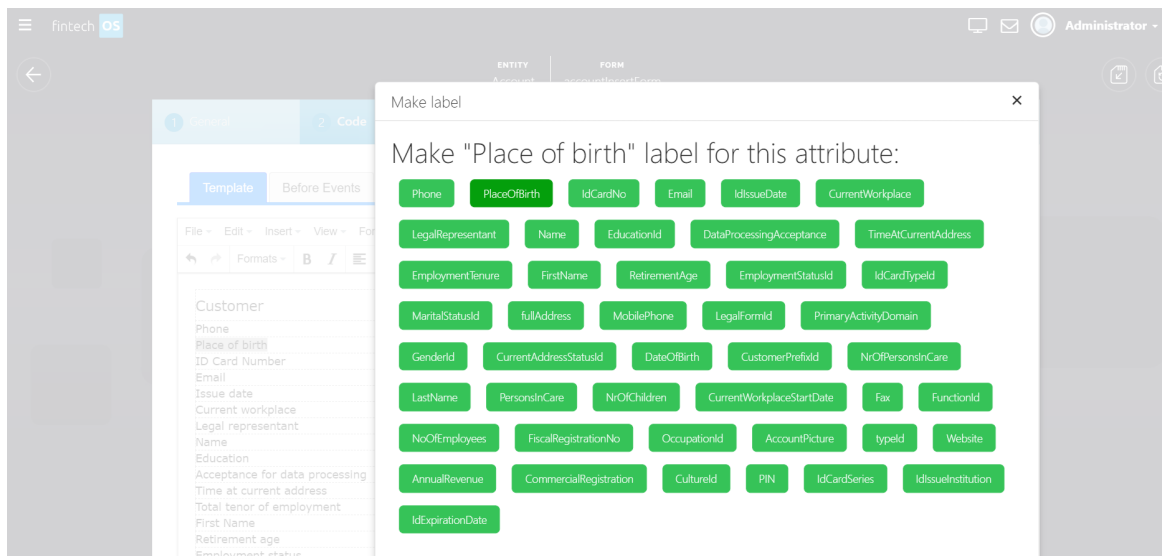 fintech OS
Administrator
ENTITY FORM
Account accountInsertForm
Make label
1 General 2 Code
Make "Place of birth" label for this attribute:
Template Before Events
Phone PlaceOfBirth IdCardNo Email IdIssueDate CurrentWorkplace
File Edit Insert View For
LegalRepresentant Name EducationId DataProcessingAcceptance TimeAtCurrentAddress
Formats B I
EmploymentTenure FirstName RetirementAge EmploymentStatusId IdCardTypeId
Customer
MaritalStatusId fullAddress MobilePhone LegalFormId PrimaryActivityDomain
Phone
Place of birth
GenderId CurrentAddressStatusId DateOfBirth CustomerPrefixId NrOfPersonsInCare
ID Card Number
Email
Issue date
LastName PersonsInCare NrOfChildren CurrentWorkplaceStartDate Fax FunctionId
Current workplace
Legal representant
NoOfEmployees FiscalRegistrationNo OccupationId AccountPicture typeId Website
Name
Education
Acceptance for data processing
AnnualRevenue CommercialRegistration CultureId PIN IdCardSeries IdIssueInstitution
Time at current address
Total tenor of employment
IdExpirationDate
First Name
Retirement age
Employment status